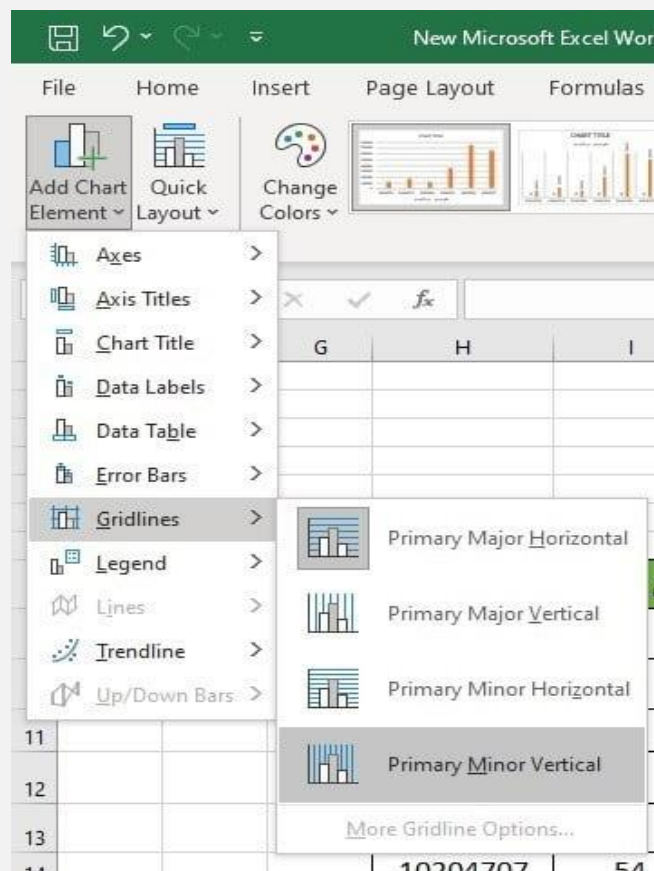 New Microsoft Excel Wor
File Home Insert Page Layout Formulas
Add Chart Element
Quick Layout
Change Colors
Axes
Axis Titles
Chart Title
Data Labels
Data Table
Error Bars
Gridlines
Legend
Lines
Trendline
Up/Down Bars
fx
G H I
Primary Major Horizontal
Primary Major Vertical
Primary Minor Horizontal
Primary Minor Vertical
More Gridline Options...
11
12
13